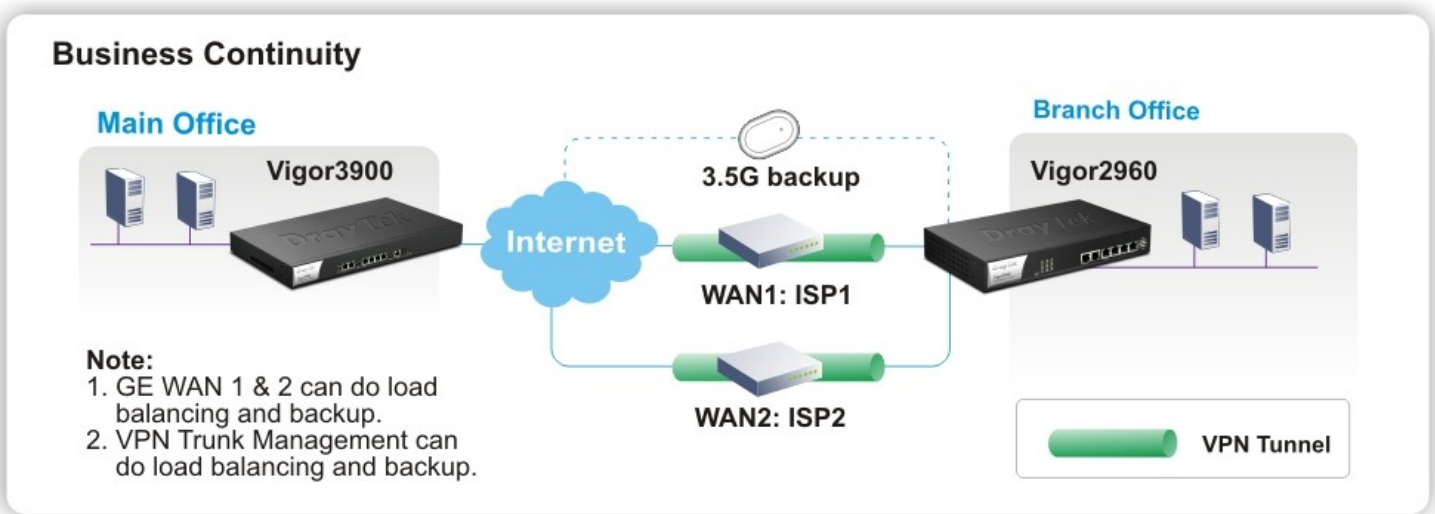 Business Continuity
Main Office
Branch Office
Vigor3900
3.5G backup
Vigor2960
DrayTek
DrayTek
Internet
WAN1: ISP1
Note:
1. GE WAN 1 & 2 can do load
balancing and backup.
2. VPN Trunk Management can
do load balancing and backup.
WAN2: ISP2
VPN Tunnel